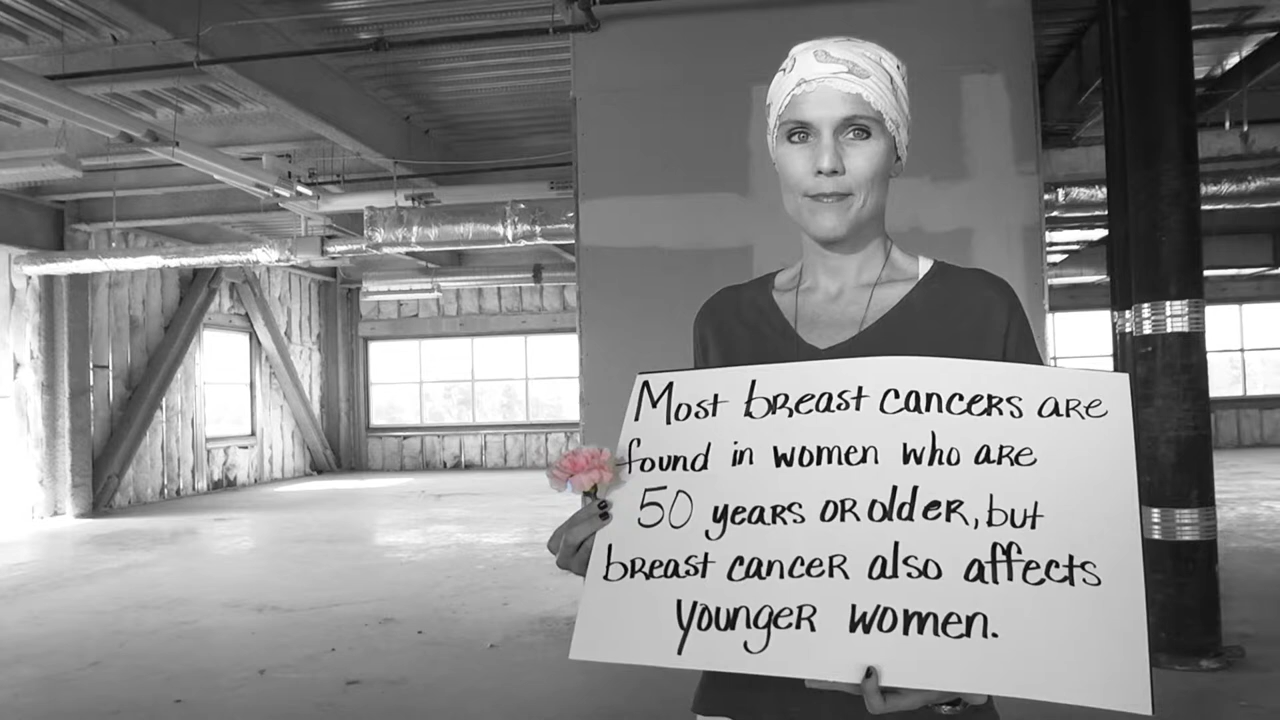 Most breast cancers are
found in women who are
50 years or older, but
breast cancer also affects
younger women.